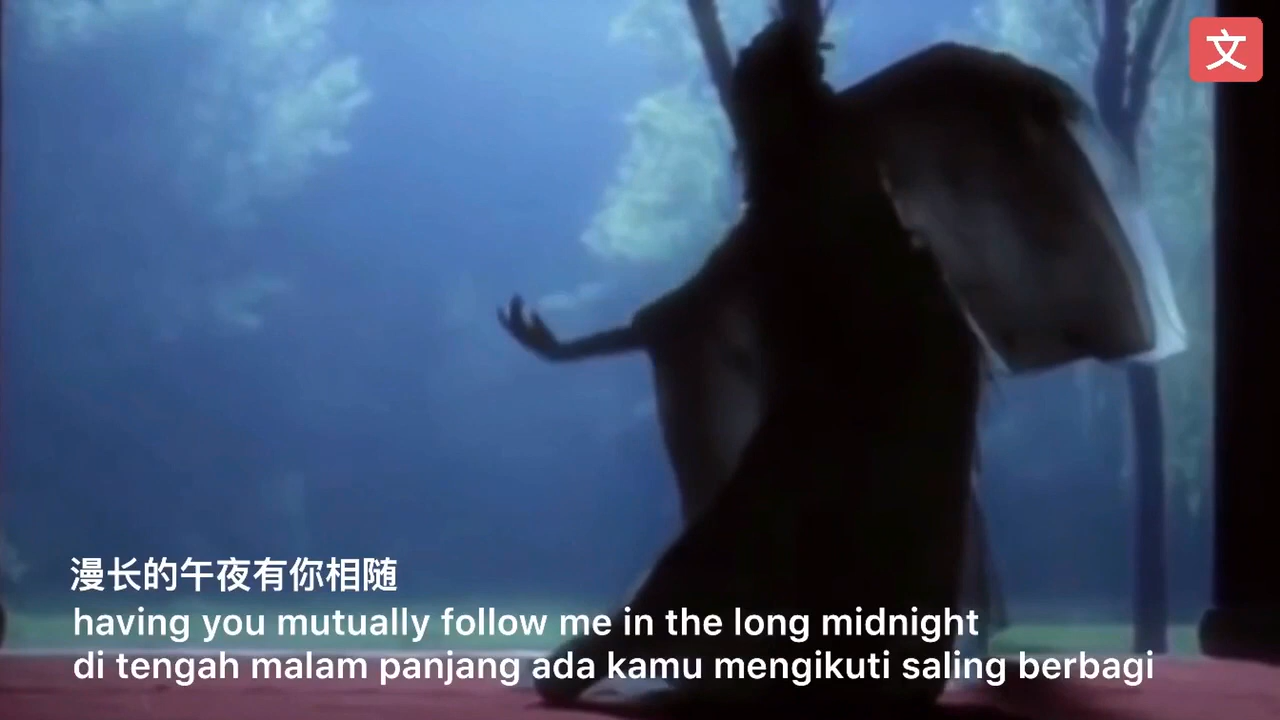 文
漫长的午夜有你相随
having you mutually follow me in the long midnight
di tengah malam panjang ada kamu mengikuti saling berbagi